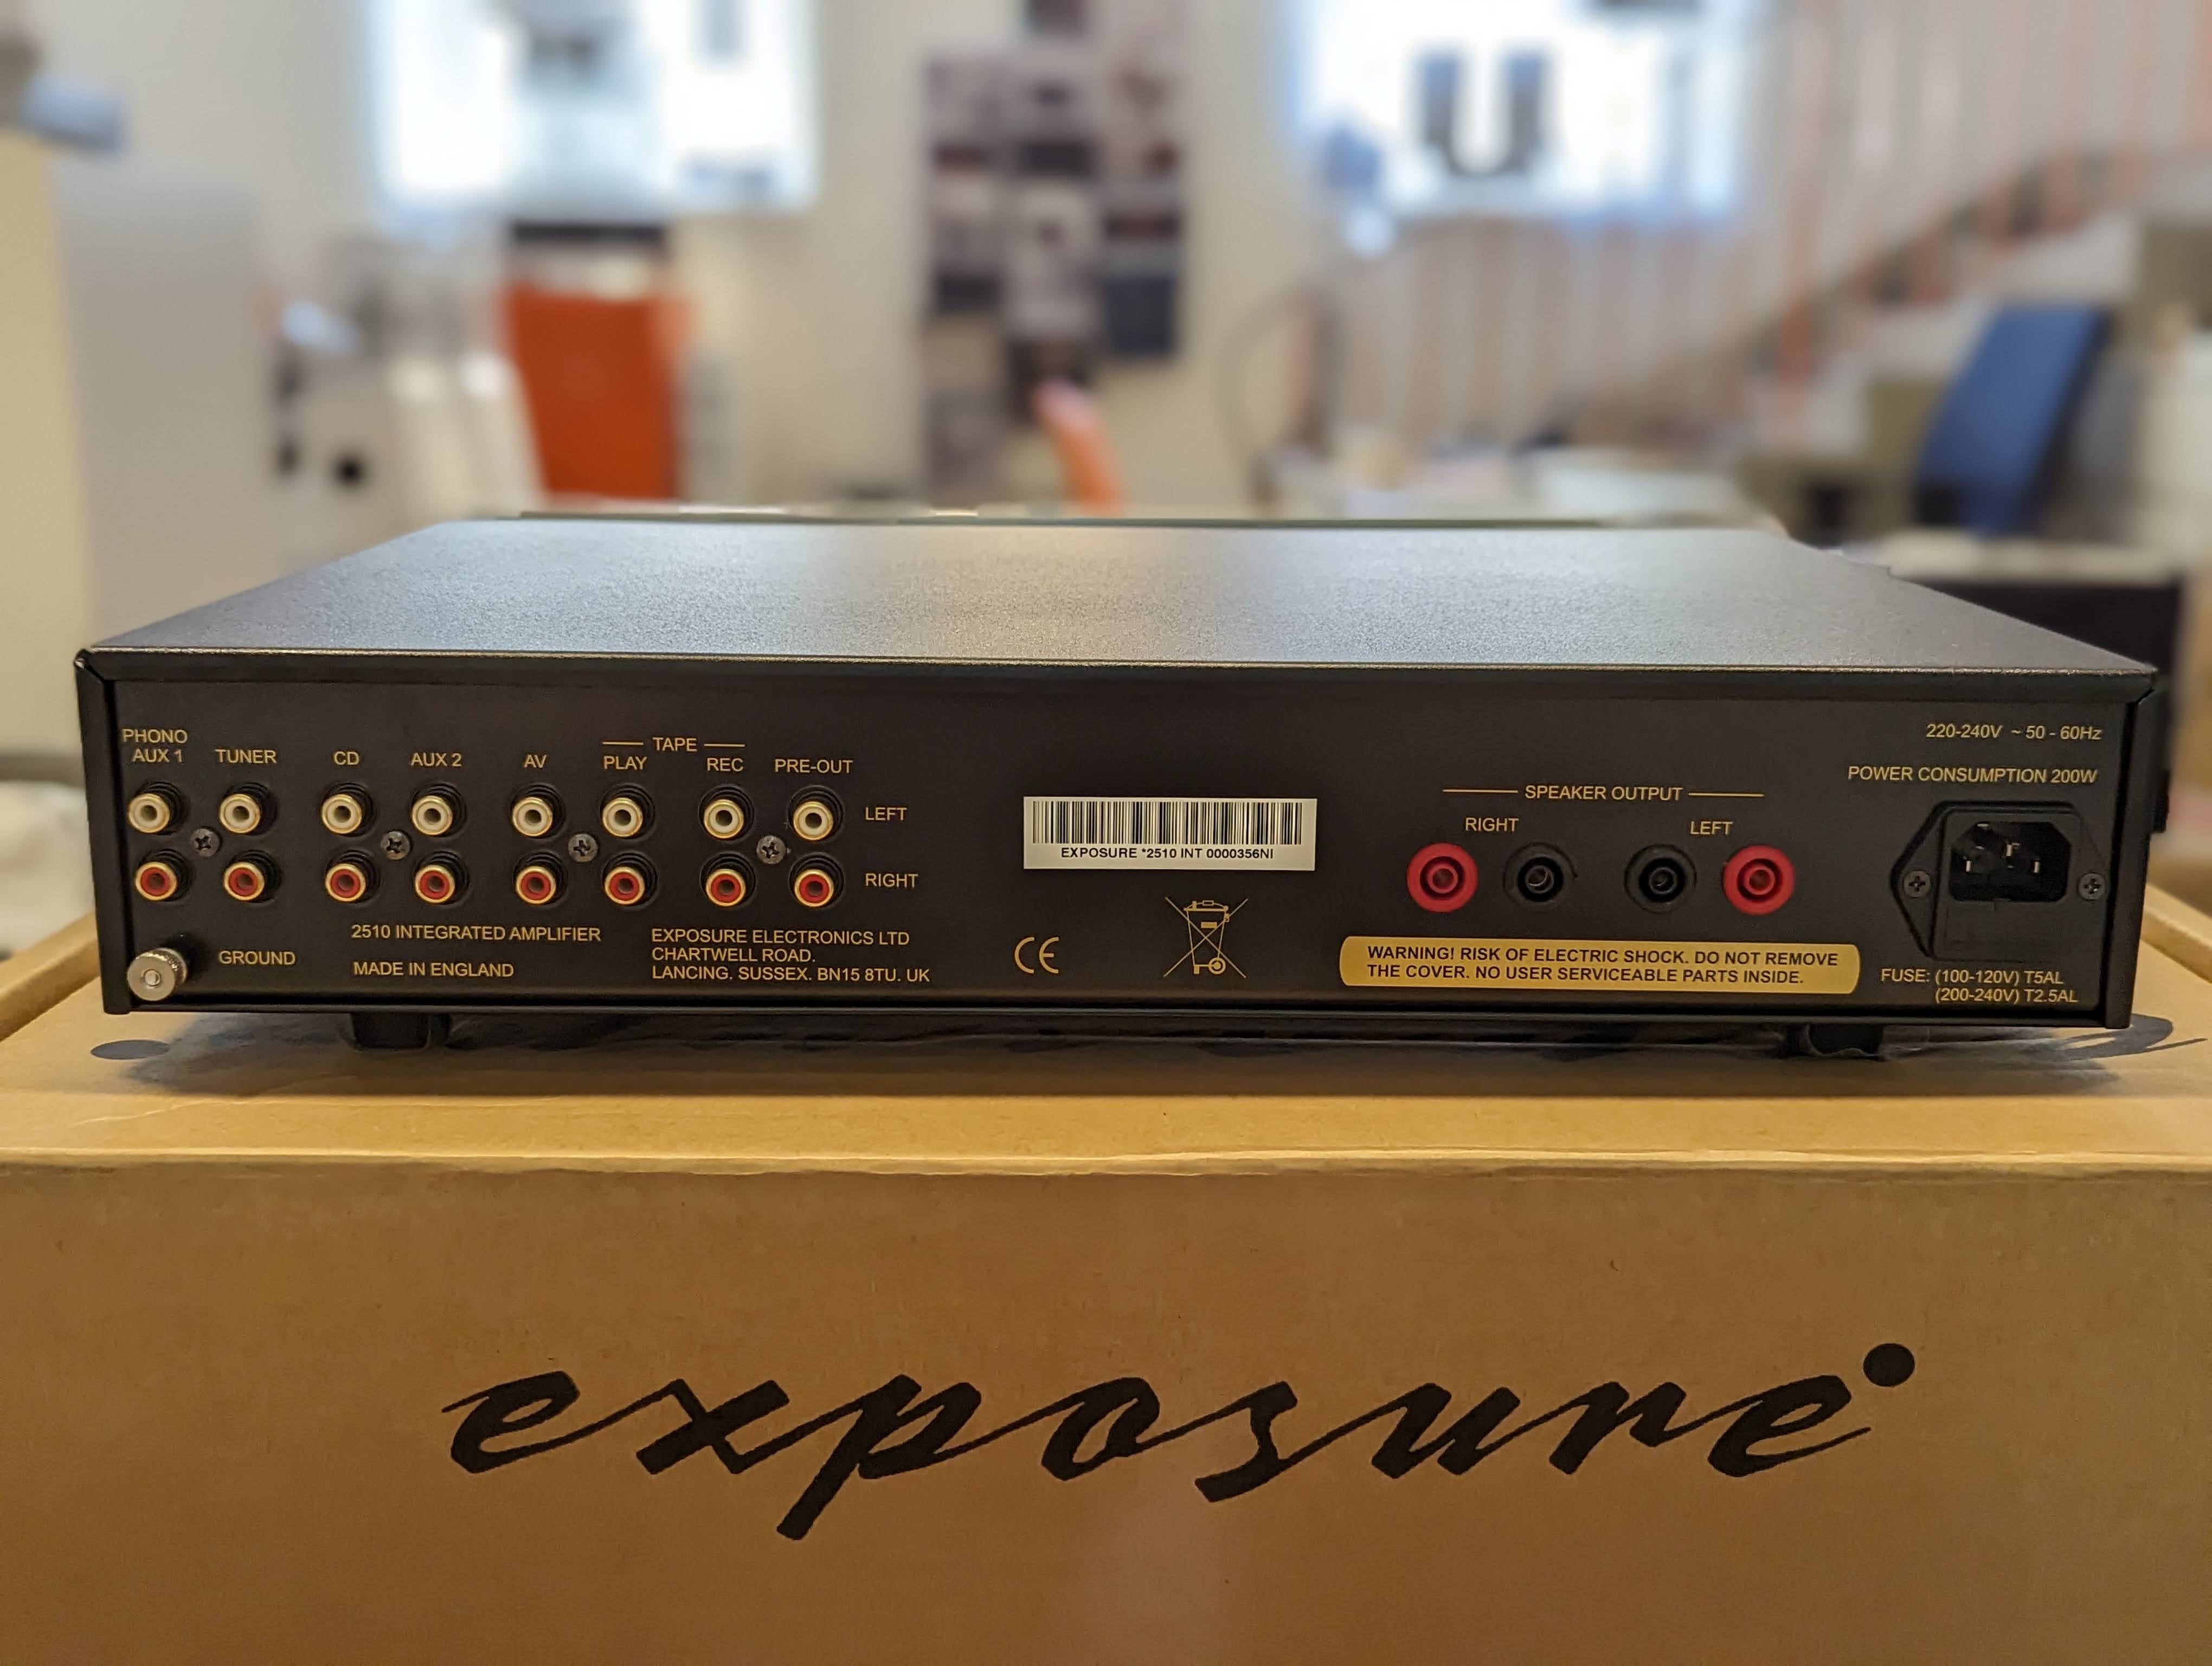 PHONO
AUX 1
TUNER
CD
AUX 2
AV
TAPE
PLAY
REC
PRE-OUT
LEFT
RIGHT
GROUND
2510 INTEGRATED AMPLIFIER
MADE IN ENGLAND
EXPOSURE ELECTRONICS LTD
CHARTWELL ROAD.
LANCING. SUSSEX. BN15 8TU. UK
EXPOSURE *2510 INT 0000356NI
CE
SPEAKER OUTPUT
RIGHT
LEFT
WARNING! RISK OF ELECTRIC SHOCK. DO NOT REMOVE
THE COVER. NO USER SERVICEABLE PARTS INSIDE.
220-240V ~ 50 - 60Hz
POWER CONSUMPTION 200W
FUSE: (100-120V) T5AL
(200-240V) T2.5AL
exposure